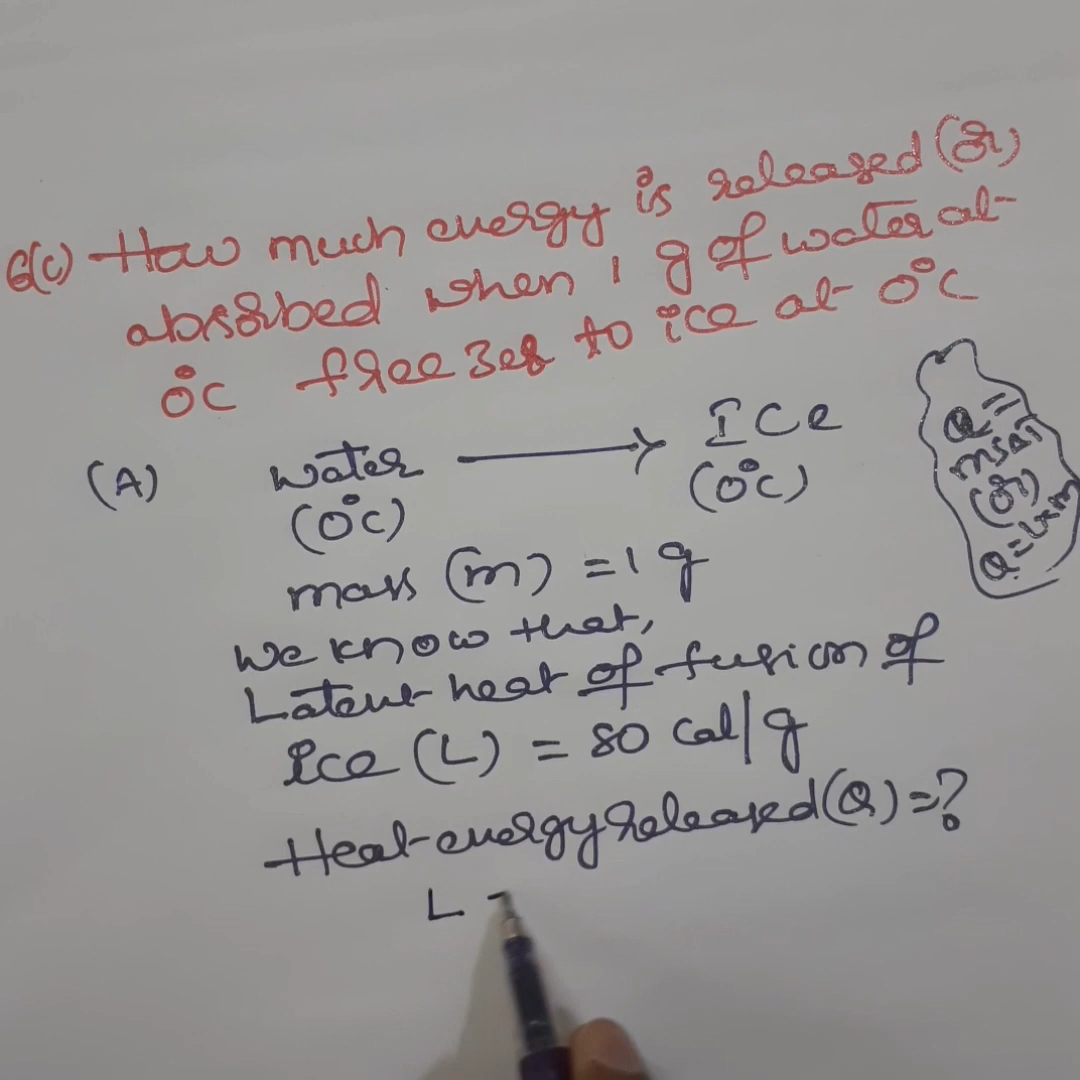 6(c) How much energy is released (or)
absorbed when 1 g of water at
0°c freezes to ice at 0°c
(A) Water → ICe
(0°c) (0°c)
mass (m) = 1 g
We know that,
Latent heat of fusion of
Ice (L) = 80 cal/g
Heat energy released (Q) = ?
L =
Q =
msΔT
(or)
Q = L×m